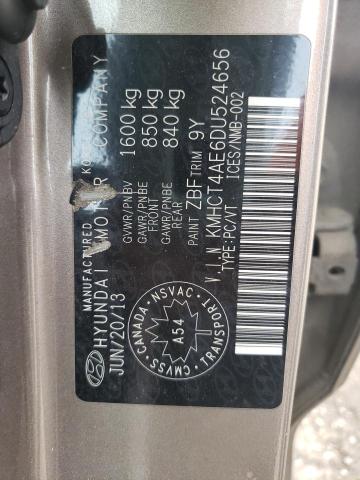 MANUFACTURED
HYUNDAI MOTOR COMPANY
JUN/20/13
GVWR/PNBV 1600 kg
GAWR/PNBE FRONT 850 kg
GAWR/PNBE REAR 840 kg
PAINT ZBF TRIM 9Y
V.I.N KMHCT4AE6DU524656
TYPE:PC/VT ICES/NMB-002
CANADA NSVAC TRANSPORT CMVSS
A54